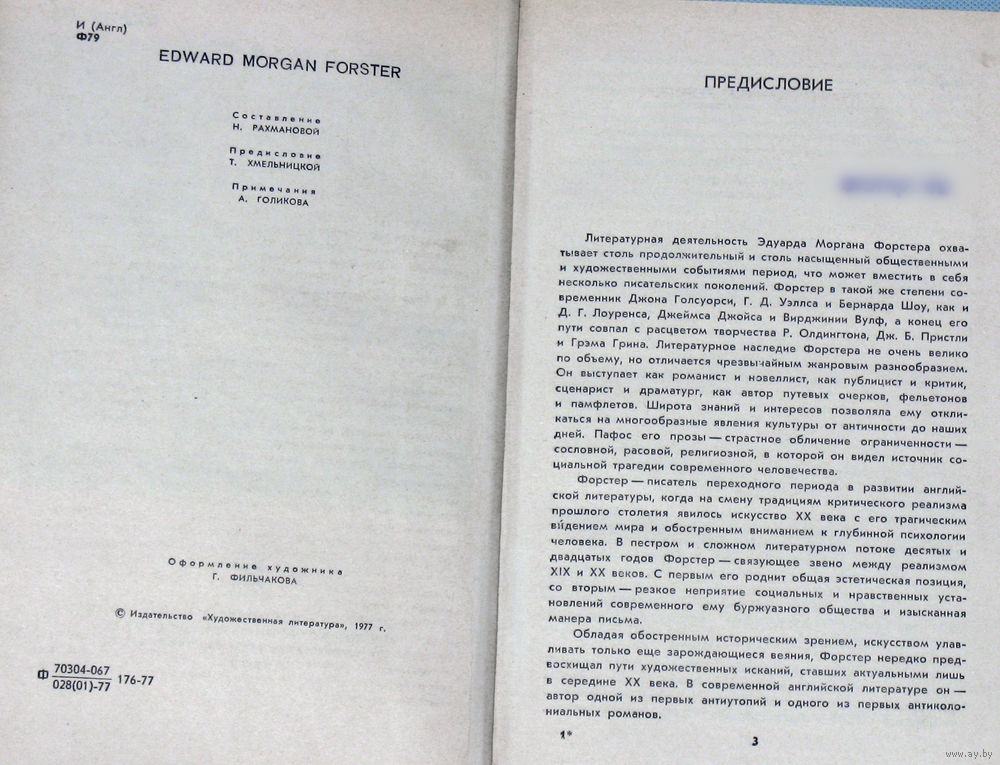 И (Англ)
Ф79
EDWARD MORGAN FORSTER
Составление
Н. РАХМАНОВОЙ
Предисловие
Т. ХМЕЛЬНИЦКОЙ
Примечания
А. ГОЛИКОВА
Оформление художника
Г. ФИЛЬЧАКОВА
© Издательство «Художественная литература», 1977 г.
Ф 70304-067
028(01)-77 176-77
ПРЕДИСЛОВИЕ
Литературная деятельность Эдуарда Моргана Форстера охва-
тывает столь продолжительный и столь насыщенный общественными
и художественными событиями период, что может вместить в себя
несколько писательских поколений. Форстер в такой же степени со-
временник Джона Голсуорси, Г. Д. Уэллса и Бернарда Шоу, как и
Д. Г. Лоуренса, Джеймса Джойса и Вирджинии Вулф, а конец его
пути совпал с расцветом творчества Р. Олдингтона, Дж. Б. Пристли
и Грэма Грина. Литературное наследие Форстера не очень велико
по объему, но отличается чрезвычайным жанровым разнообразием.
Он выступает как романист и новеллист, как публицист и критик,
сценарист и драматург, как автор путевых очерков, фельетонов
и памфлетов. Широта знаний и интересов позволяла ему откли-
каться на многообразные явления культуры от античности до наших
дней. Пафос его прозы — страстное обличение ограниченности —
сословной, расовой, религиозной, в которой он видел источник со-
циальной трагедии современного человечества.
Форстер — писатель переходного периода в развитии англий-
ской литературы, когда на смену традициям критического реализма
прошлого столетия явилось искусство XX века с его трагическим
ви́дением мира и обостренным вниманием к глубинной психологии
человека. В пестром и сложном литературном потоке десятых и
двадцатых годов Форстер — связующее звено между реализмом
XIX и XX веков. С первым его роднит общая эстетическая позиция,
со вторым — резкое неприятие социальных и нравственных уста-
новлений современного ему буржуазного общества и изысканная
манера письма.
Обладая обостренным историческим зрением, искусством улав-
ливать только еще зарождающиеся веяния, Форстер нередко пред-
восхищал пути художественных исканий, ставших актуальными лишь
в середине XX века. В современной английской литературе он —
автор одной из первых антиутопий и одного из первых антиколо-
ниальных романов.
1*
3
www.ay.by